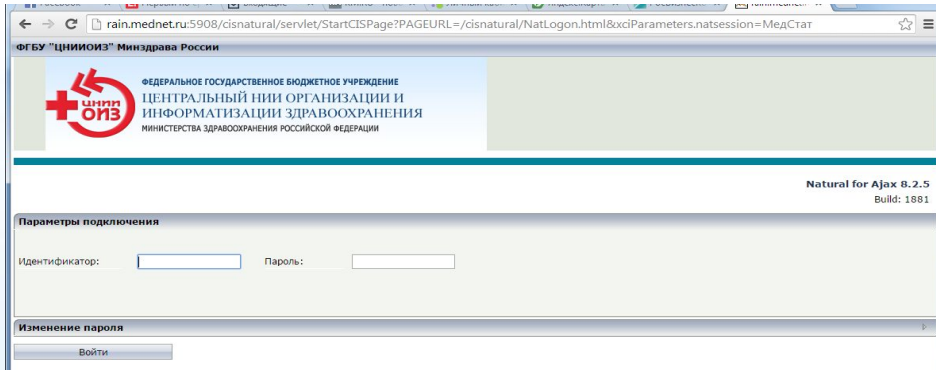 rain.mednet.ru:5908/cisnatural/servlet/StartCISPage?PAGEURL=/cisnatural/NatLogon.html&xciParameters.natsession=МедСтат
ФГБУ "ЦНИИОИЗ" Минздрава России
ЦНИИ
ОИЗ
ФЕДЕРАЛЬНОЕ ГОСУДАРСТВЕННОЕ БЮДЖЕТНОЕ УЧРЕЖДЕНИЕ
ЦЕНТРАЛЬНЫЙ НИИ ОРГАНИЗАЦИИ И
ИНФОРМАТИЗАЦИИ ЗДРАВООХРАНЕНИЯ
МИНИСТЕРСТВА ЗДРАВООХРАНЕНИЯ РОССИЙСКОЙ ФЕДЕРАЦИИ
Natural for Ajax 8.2.5
Build: 1881
Параметры подключения
Идентификатор: Пароль:
Изменение пароля
Войти